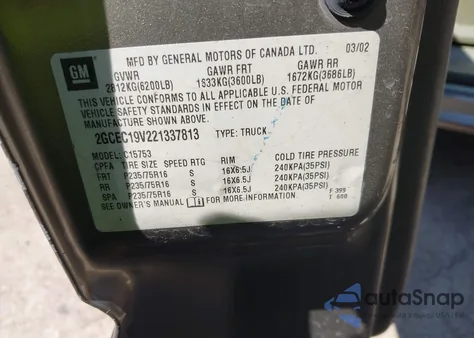 GM
MFD BY GENERAL MOTORS OF CANADA LTD. 03/02
GVWR GAWR FRT GAWR RR
2812KG(6200LB) 1633KG(3600LB) 1672KG(3686LB)
THIS VEHICLE CONFORMS TO ALL APPLICABLE U.S. FEDERAL MOTOR
VEHICLE SAFETY STANDARDS IN EFFECT ON THE DATE OF
MANUFACTURE SHOWN ABOVE.
2GCEC19V221337813 TYPE: TRUCK
MODEL: C15753
CPFA TIRE SIZE SPEED RTG RIM COLD TIRE PRESSURE
FRT P235/75R16 S 16X6.5J 240KPA(35PSI)
RR P235/75R16 S 16X6.5J 240KPA(35PSI)
SPA P235/75R16 S 16X6.5J 240KPA(35PSI)
SEE OWNER'S MANUAL FOR ADDITIONAL INFORMATION
F 399
T 600
autoSnap